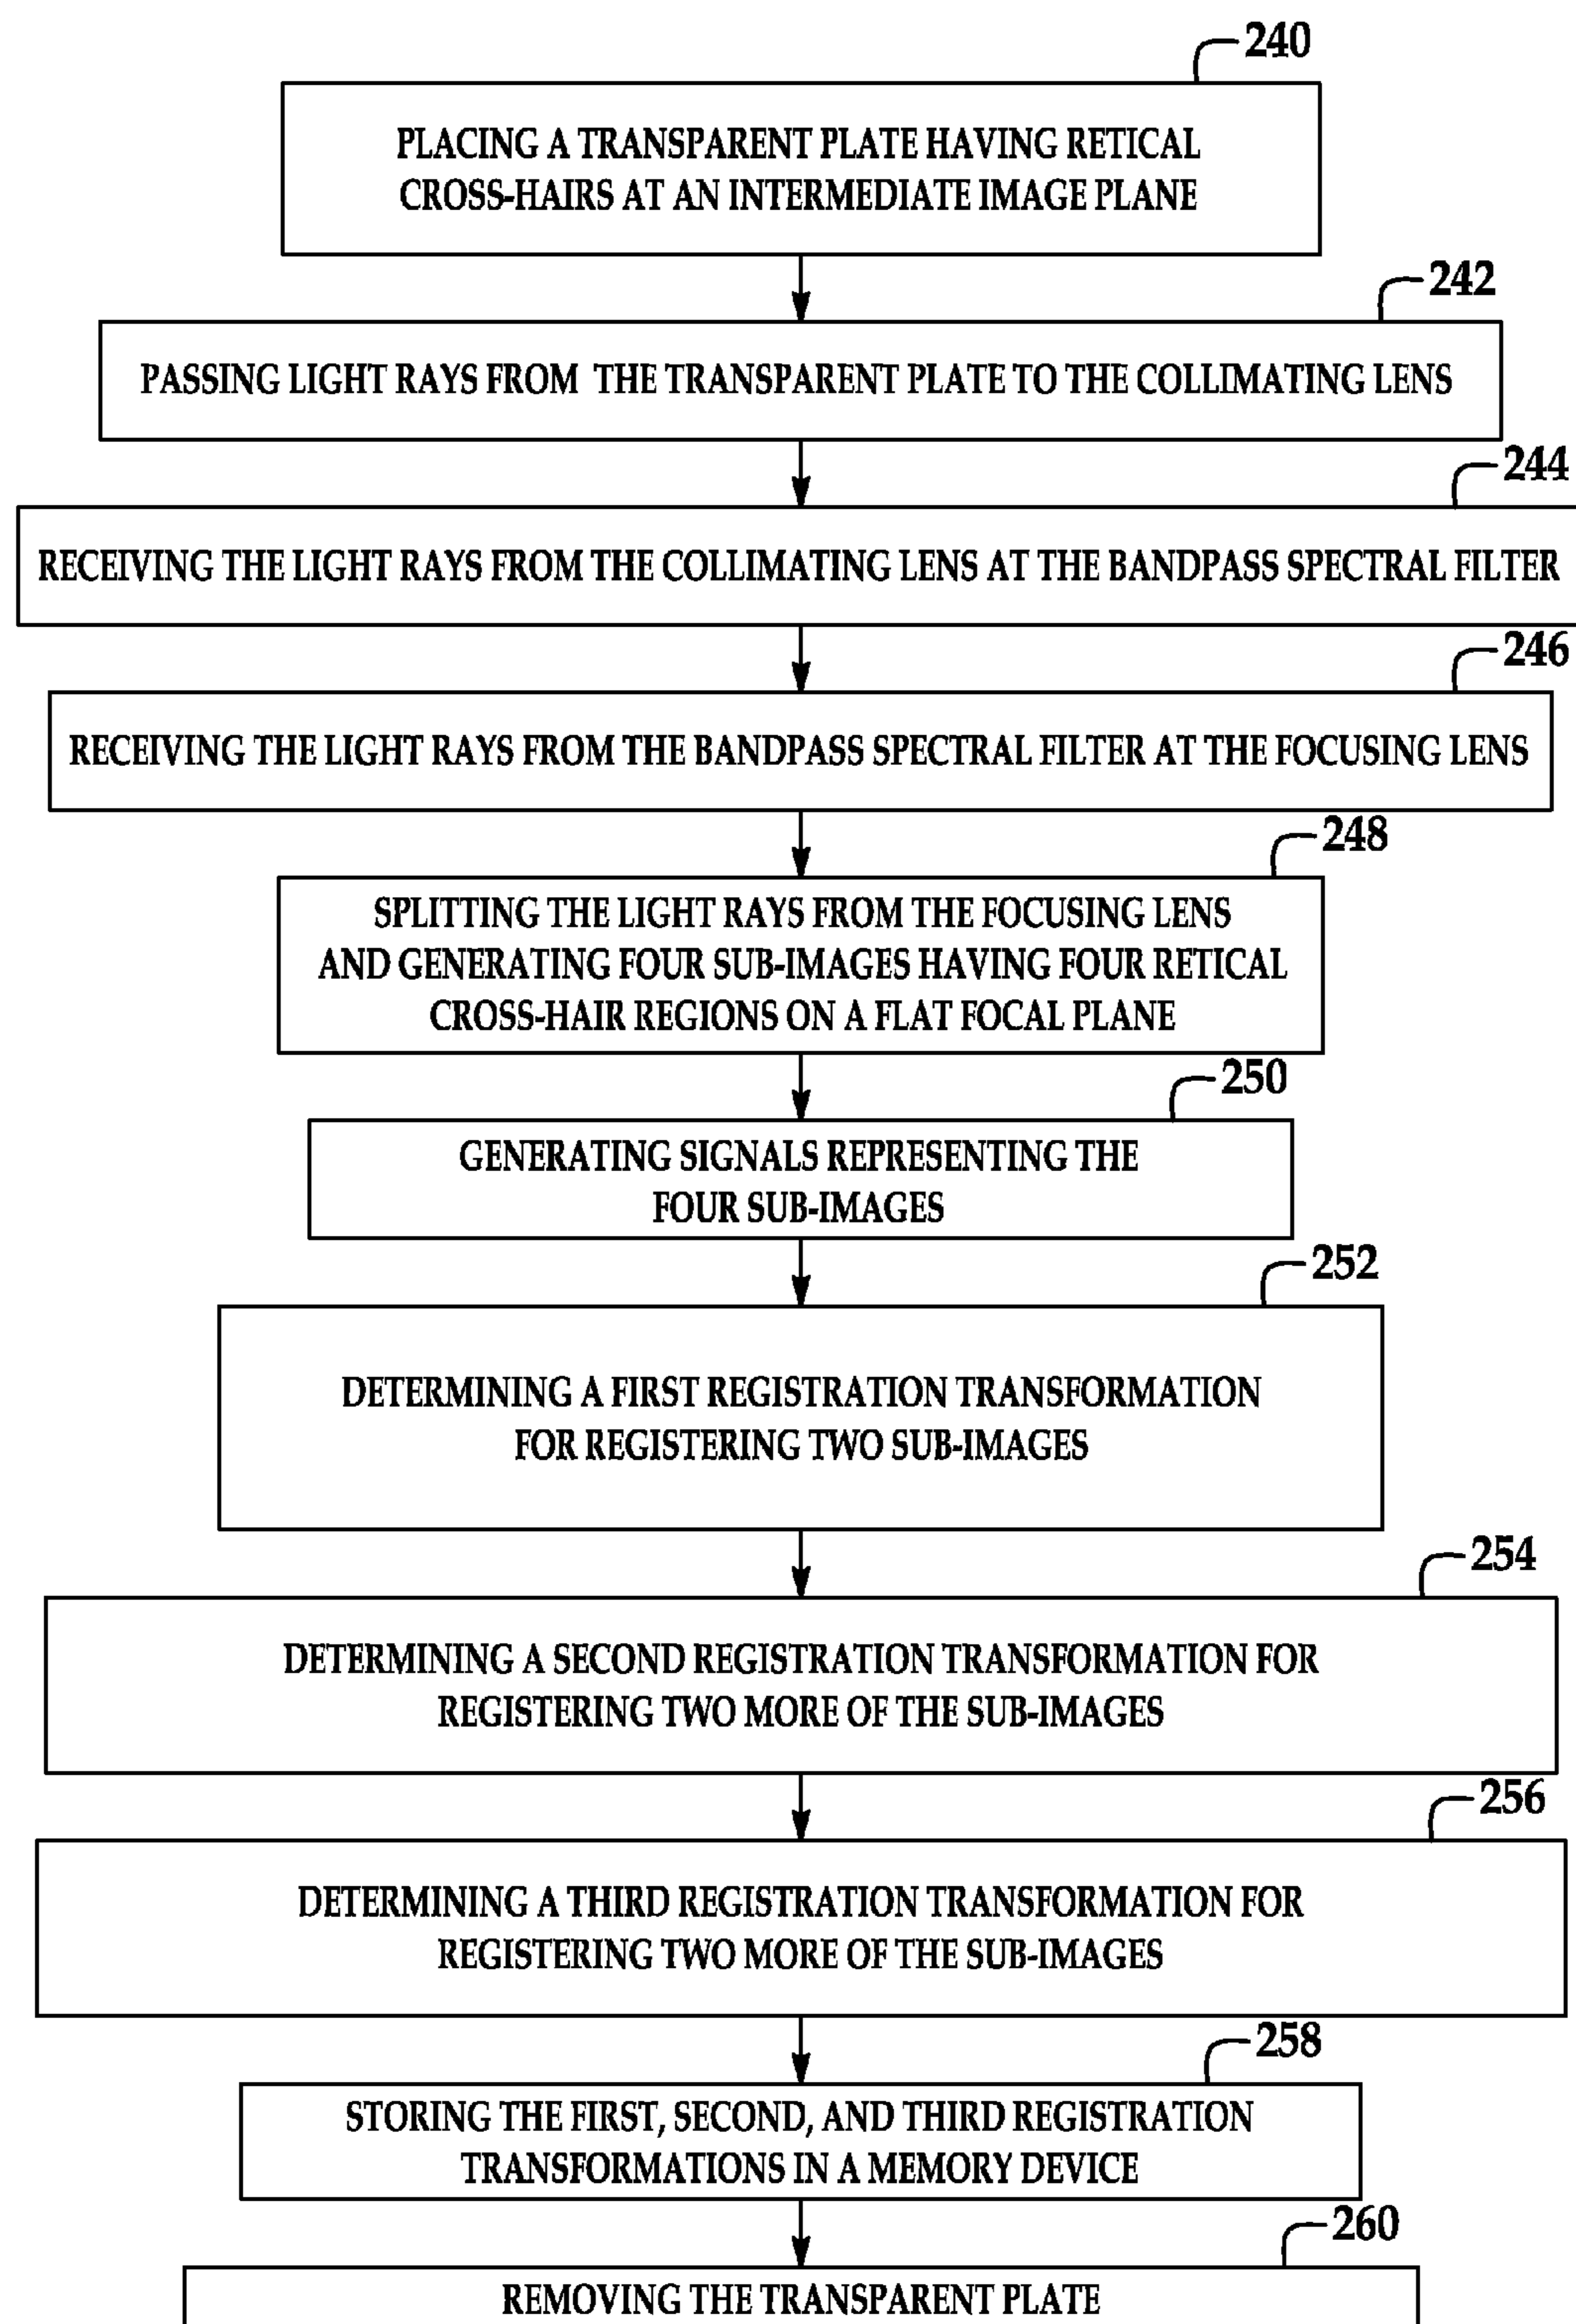 240
PLACING A TRANSPARENT PLATE HAVING RETICAL
CROSS-HAIRS AT AN INTERMEDIATE IMAGE PLANE
242
PASSING LIGHT RAYS FROM THE TRANSPARENT PLATE TO THE COLLIMATING LENS
244
RECEIVING THE LIGHT RAYS FROM THE COLLIMATING LENS AT THE BANDPASS SPECTRAL FILTER
246
RECEIVING THE LIGHT RAYS FROM THE BANDPASS SPECTRAL FILTER AT THE FOCUSING LENS
248
SPLITTING THE LIGHT RAYS FROM THE FOCUSING LENS
AND GENERATING FOUR SUB-IMAGES HAVING FOUR RETICAL
CROSS-HAIR REGIONS ON A FLAT FOCAL PLANE
250
GENERATING SIGNALS REPRESENTING THE
FOUR SUB-IMAGES
252
DETERMINING A FIRST REGISTRATION TRANSFORMATION
FOR REGISTERING TWO SUB-IMAGES
254
DETERMINING A SECOND REGISTRATION TRANSFORMATION FOR
REGISTERING TWO MORE OF THE SUB-IMAGES
256
DETERMINING A THIRD REGISTRATION TRANSFORMATION FOR
REGISTERING TWO MORE OF THE SUB-IMAGES
258
STORING THE FIRST, SECOND, AND THIRD REGISTRATION
TRANSFORMATIONS IN A MEMORY DEVICE
260
REMOVING THE TRANSPARENT PLATE